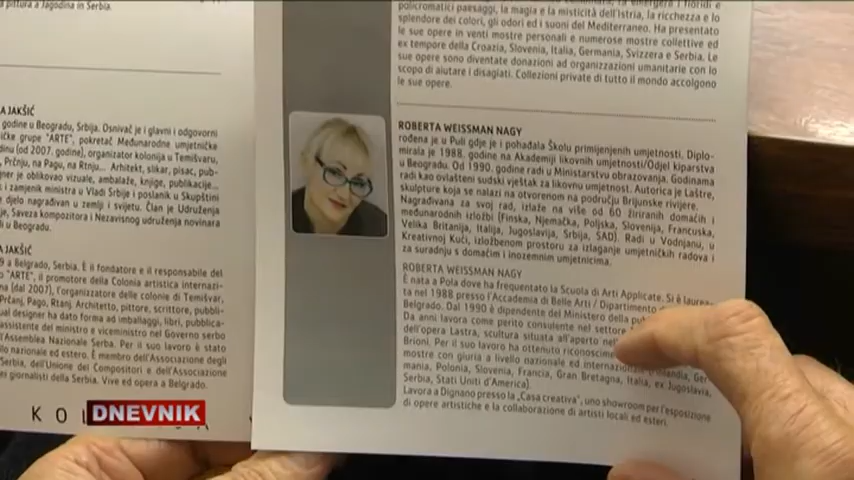 pittura a Jagodina in Serbia.
A JAKŠIĆ
godine u Beogradu, Srbija. Osnivač je i glavni i odgovorni
čke grupe "ARTE", pokretač Međunarodne umjetničke
dinu (od 2007. godine), organizator kolonija u Temišvaru,
Prčnju, na Pagu, na Rtnju... Arhitekt, slikar, pisac, pub-
jner je oblikovao vizuale, ambalaže, knjige, publikacije...
i zamjenik ministra u Vladi Srbije i poslanik u Skupštini
djelo nagrađivan u zemlji i svijetu. Član je Udruženja
, Saveza kompozitora i Nezavisnog udruženja novinara
i u Beogradu.
JAKŠIĆ
9 a Belgrado, Serbia. È il fondatore e il responsabile del
o "ARTE", il promotore della Colonia artistica internazi-
na (dal 2007), l'organizzatore delle colonie di Temišvar,
Prčanj, Pago, Rtanj. Architetto, pittore, scrittore, pubbli-
ual designer ha dato forma ad imballaggi, libri, pubblica-
assistente del ministro e viceministro nel Governo serbo
Assemblea Nazionale Serba. Per il suo lavoro è stato
llo nazionale ed estero. È membro dell'Associazione degli
Serbia, dell'Unione dei Compositori e dell'Associazione
ei giornalisti della Serbia. Vive ed opera a Belgrado.
KO
DNEVNIK
policromatici paesaggi, la magia e la misticità dell'Istria, la ricchezza e lo
splendore dei colori, gli odori ed i suoni del Mediterraneo. Ha presentato
le sue opere in venti mostre personali e numerose mostre collettive ed
ex tempore della Croazia, Slovenia, Italia, Germania, Svizzera e Serbia. Le
sue opere sono diventate donazioni ad organizzazioni umanitarie con lo
scopo di aiutare i disagiati. Collezioni private di tutto il mondo accolgono
le sue opere.
ROBERTA WEISSMAN NAGY
rođena je u Puli gdje je i pohađala Školu primijenjenih umjetnosti. Diplo-
mirala je 1988. godine na Akademiji likovnih umjetnosti/Odjel kiparstva
u Beogradu. Od 1990. godine radi u Ministarstvu obrazovanja. Godinama
radi kao ovlašteni sudski vještak za likovnu umjetnost. Autorica je Laštre,
skulpture koja se nalazi na otvorenom na području Brijunske rivijere.
Nagrađivana za svoj rad, izlaže na više od 60 žiriranih domaćih i
međunarodnih izložbi (Finska, Njemačka, Poljska, Slovenija, Francuska,
Velika Britanija, Italija, Jugoslavija, Srbija, SAD). Radi u Vodnjanu, u
Kreativnoj Kući, izložbenom prostoru za izlaganje umjetničkih radova i
za suradnju s domaćim i inozemnim umjetnicima.
ROBERTA WEISSMAN NAGY
È nata a Pola dove ha frequentato la Scuola di Arti Applicate. Si è laurea-
ta nel 1988 presso l'Accademia di Belle Arti / Dipartimento
Belgrado. Dal 1990 è dipendente del Ministero della pub
Da anni lavora come perito consulente nel settore
dell'opera Lastra, scultura situata all'aperto nel
Brioni. Per il suo lavoro ha ottenuto riconoscime
mostre con giuria a livello nazionale ed internazionale (Finlandia, Ger-
mania, Polonia, Slovenia, Francia, Gran Bretagna, Italia, ex Jugoslavia,
Serbia, Stati Uniti d'America).
Lavora a Dignano presso la „Casa creativa", uno showroom per l'esposizione
di opere artistiche e la collaborazione di artisti locali ed esteri.